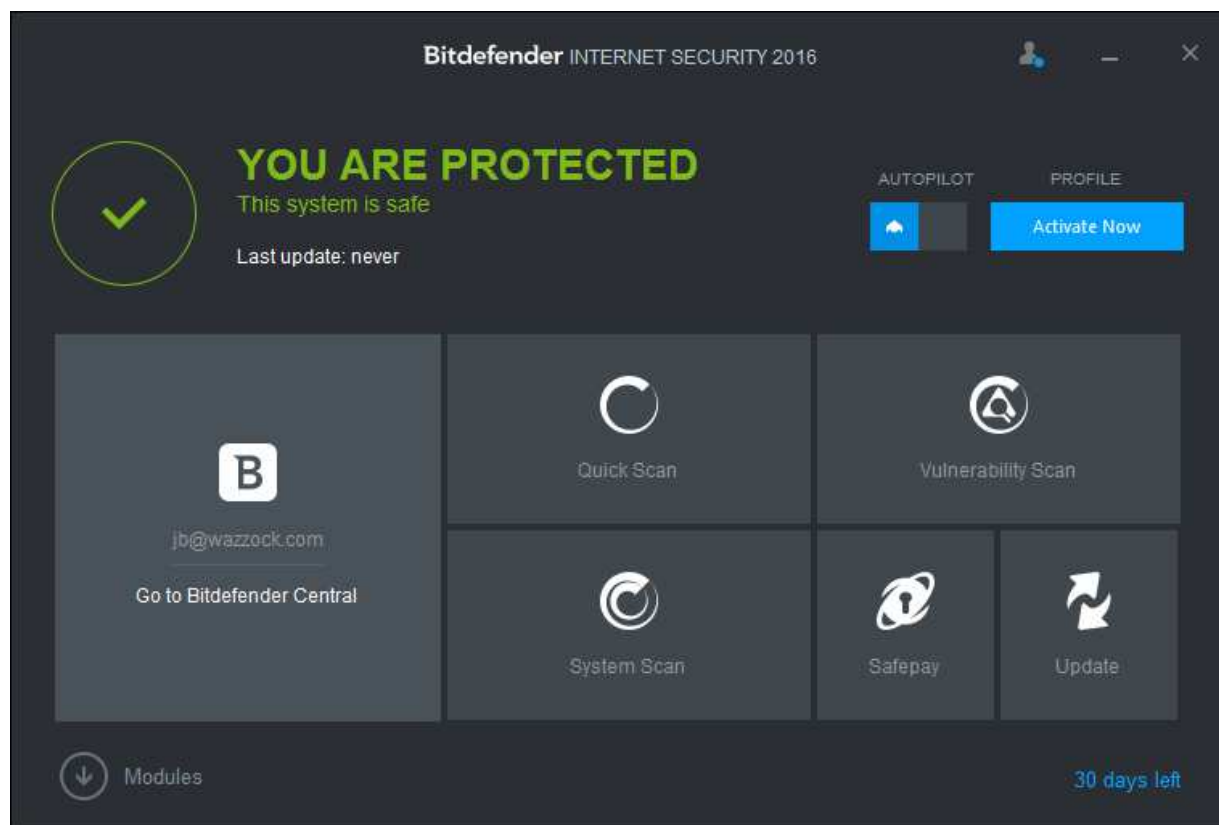 Bitdefender INTERNET SECURITY 2016
YOU ARE PROTECTED
This system is safe
Last update: never
AUTOPILOT
PROFILE
Activate Now
B
jb@wazzock.com
Go to Bitdefender Central
Quick Scan
Vulnerability Scan
System Scan
Safepay
Update
Modules
30 days left